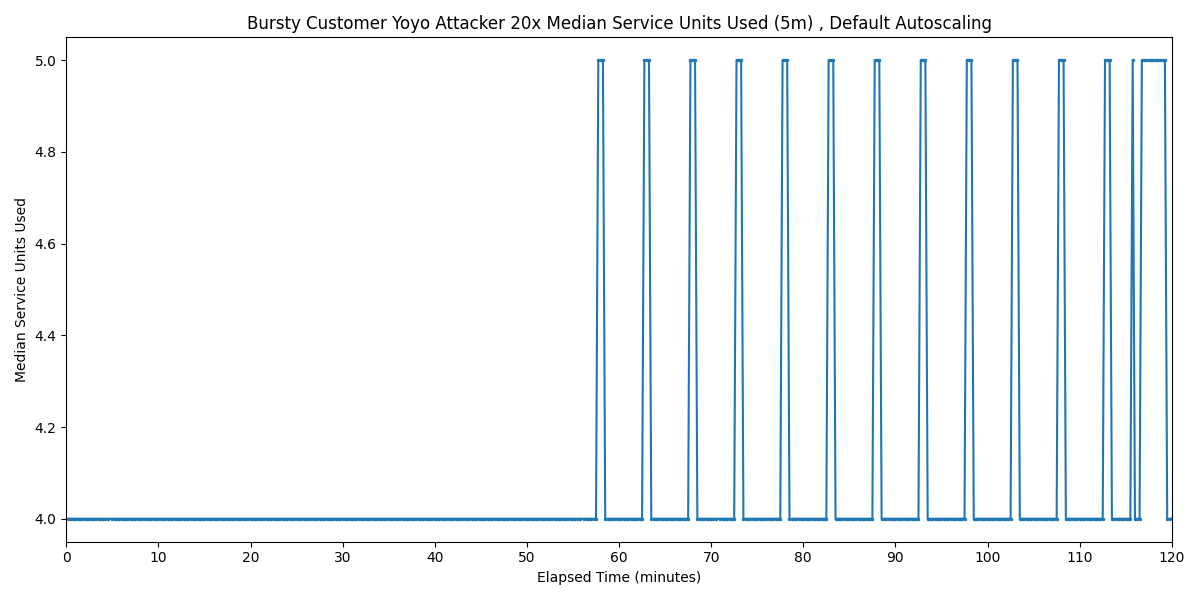 Bursty Customer Yoyo Attacker 20x Median Service Units Used (5m) , Default Autoscaling
Median Service Units Used
5.0
4.8
4.6
4.4
4.2
4.0
0 10 20 30 40 50 60 70 80 90 100 110 120
Elapsed Time (minutes)